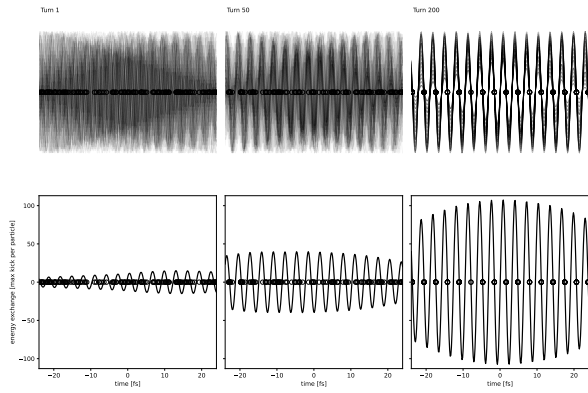 Turn 1
Turn 50
Turn 200
energy exchange [max kick per particle]
100
50
0
−50
−100
−20 −10 0 10 20
−20 −10 0 10 20
−20 −10 0 10 20
time [fs]
time [fs]
time [fs]